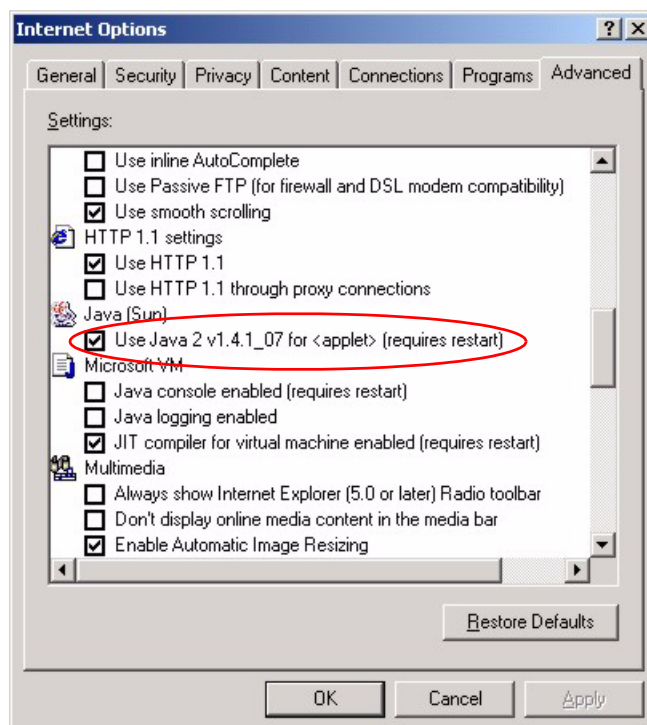 Internet Options
General Security Privacy Content Connections Programs Advanced
Settings:
Use inline AutoComplete
Use Passive FTP (for firewall and DSL modem compatibility)
Use smooth scrolling
HTTP 1.1 settings
Use HTTP 1.1
Use HTTP 1.1 through proxy connections
Java (Sun)
Use Java 2 v1.4.1_07 for <applet> (requires restart)
Microsoft VM
Java console enabled (requires restart)
Java logging enabled
JIT compiler for virtual machine enabled (requires restart)
Multimedia
Always show Internet Explorer (5.0 or later) Radio toolbar
Don't display online media content in the media bar
Enable Automatic Image Resizing
Restore Defaults
OK Cancel Apply